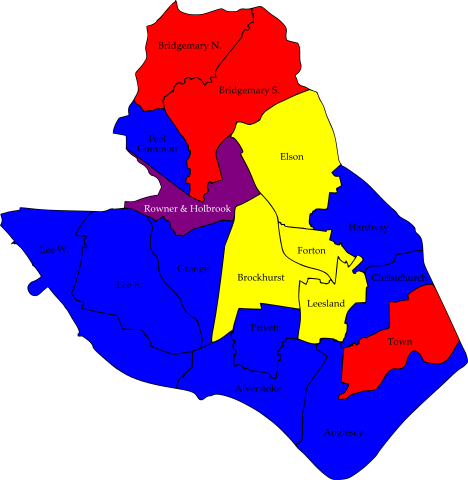 Bridgemary N.
Bridgemary S.
Peel
Common
Elson
Rowner & Holbrook
Hardway
Lee W.
Forton
Grange
Brockhurst
Christchurch
Lee E.
Leesland
Privett
Town
Alverstoke
Anglesey